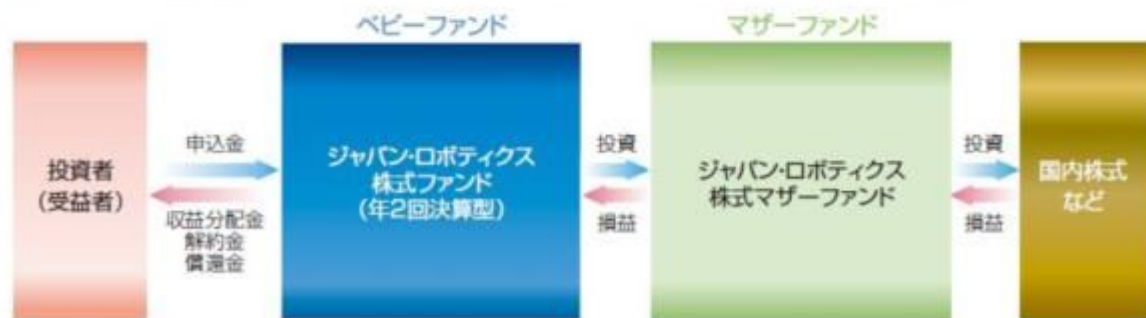 ベビーファンド
マザーファンド
投資者
(受益者)
申込金
収益分配金
解約金
償還金
ジャパン・ロボティクス
株式ファンド
(年2回決算型)
投資
損益
ジャパン・ロボティクス
株式マザーファンド
投資
損益
国内株式
など